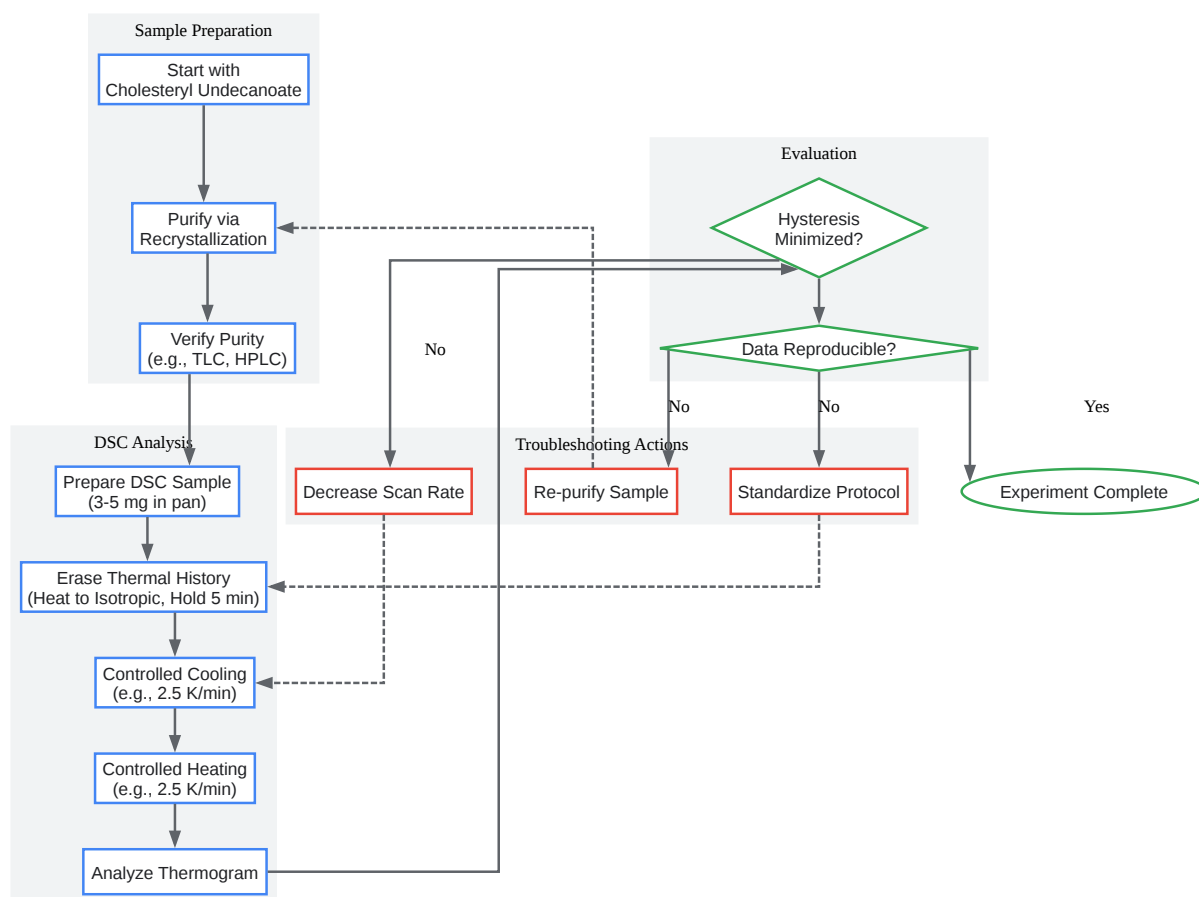 Sample Preparation
Start with
Cholesteryl Undecanoate
Purify via
Recrystallization
Verify Purity
(e.g., TLC, HPLC)
Evaluation
Hysteresis
Minimized?
Data Reproducible?
No
No
No
Yes
DSC Analysis
Prepare DSC Sample
(3-5 mg in pan)
Erase Thermal History
(Heat to Isotropic, Hold 5 min)
Controlled Cooling
(e.g., 2.5 K/min)
Controlled Heating
(e.g., 2.5 K/min)
Analyze Thermogram
Troubleshooting Actions
Decrease Scan Rate
Re-purify Sample
Standardize Protocol
Experiment Complete